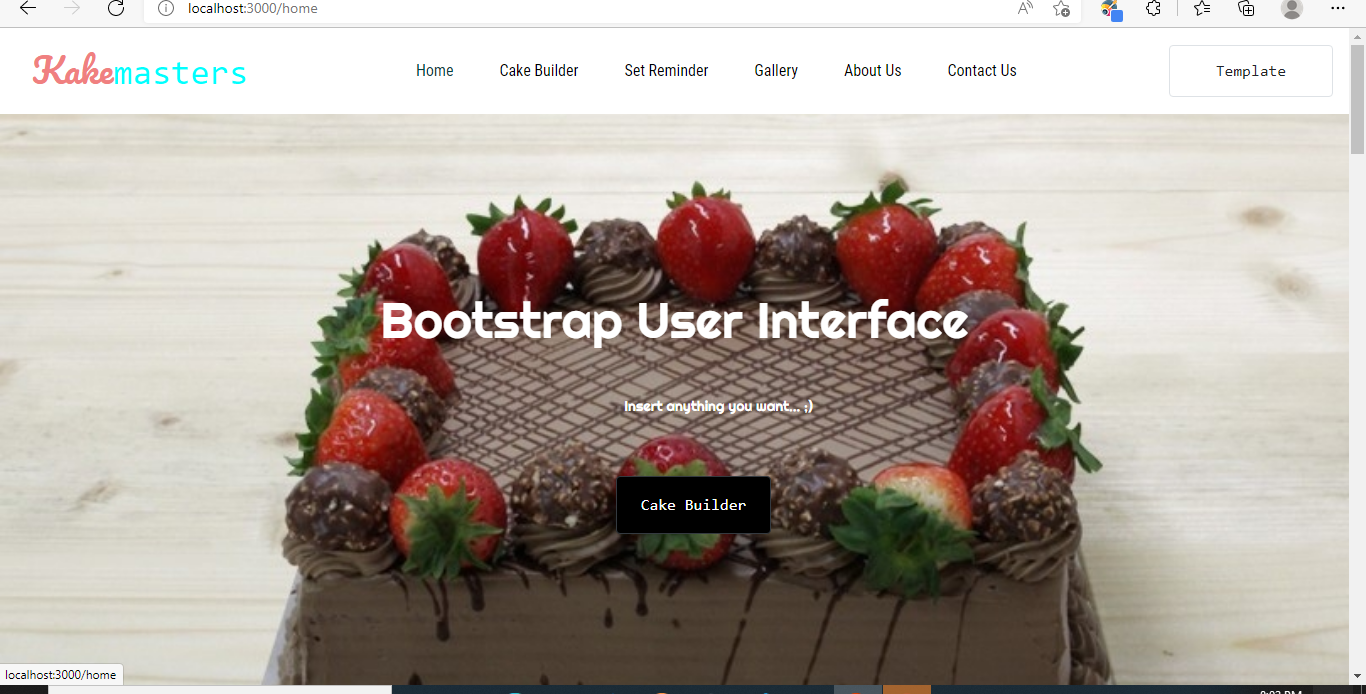 localhost:3000/home
Kakemasters
Home Cake Builder Set Reminder Gallery About Us Contact Us Template
Bootstrap User Interface
Insert anything you want... ;)
Cake Builder
localhost:3000/home